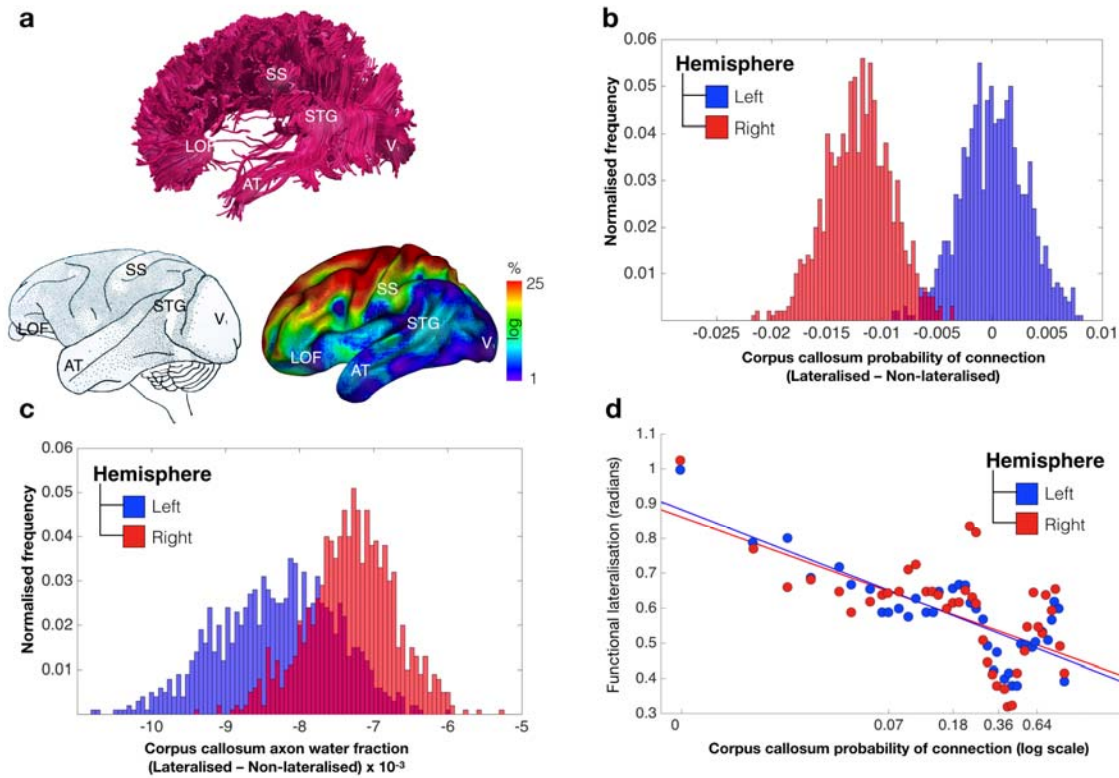 a
SS
STG
LOF
V
AT
SS
STG
LOF
V
AT
%
25
log
1
SS
STG
LOF
V
AT
b
0.06
0.05
0.04
0.03
0.02
0.01
Normalised frequency
Hemisphere
Left
Right
-0.025
-0.015
-0.01
-0.005
0
0.005
0.01
Corpus callosum probability of connection
(Lateralised – Non-lateralised)
c
0.06
0.05
0.04
0.03
0.02
0.01
Normalised frequency
Hemisphere
Left
Right
-10
-9
-8
-7
-6
-5
Corpus callosum axon water fraction
(Lateralised – Non-lateralised) x 10⁻³
d
1.1
1
0.9
0.8
0.7
0.6
0.5
0.4
0.3
Functional lateralisation (radians)
Hemisphere
Left
Right
0
0.07
0.18
0.36
0.64
Corpus callosum probability of connection (log scale)